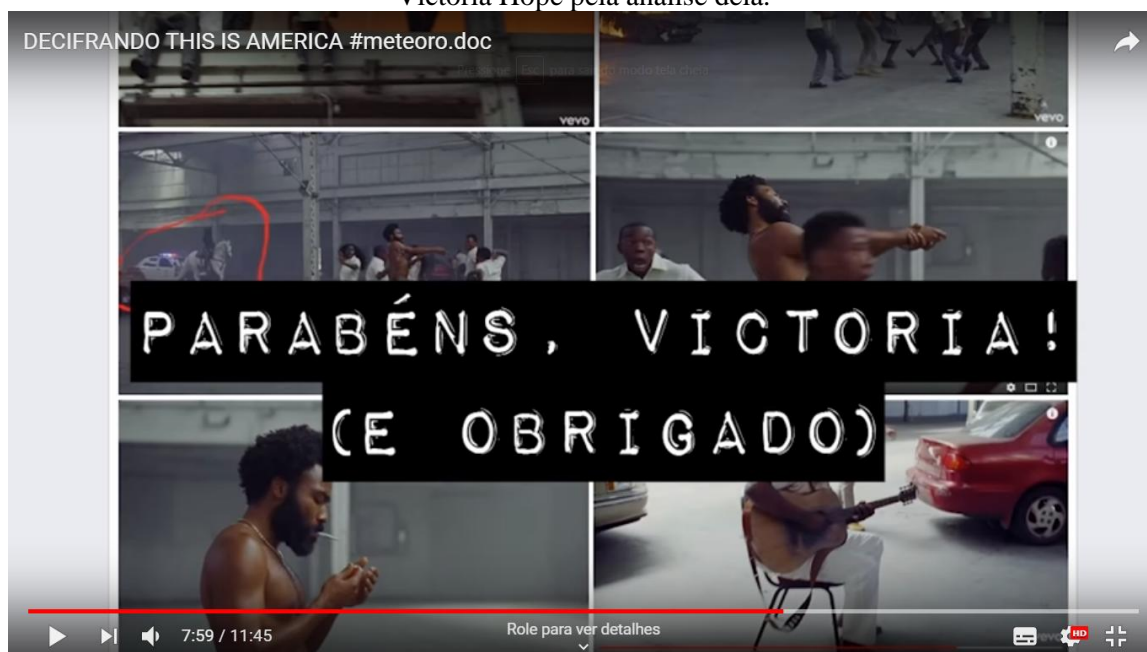 Victoria Hope pela análise dela.
DECIFRANDO THIS IS AMERICA #meteoro.doc
vevo
vevo
PARABÉNS, VICTORIA!
(E OBRIGADO)
7:59 / 11:45
Role para ver detalhes
HD